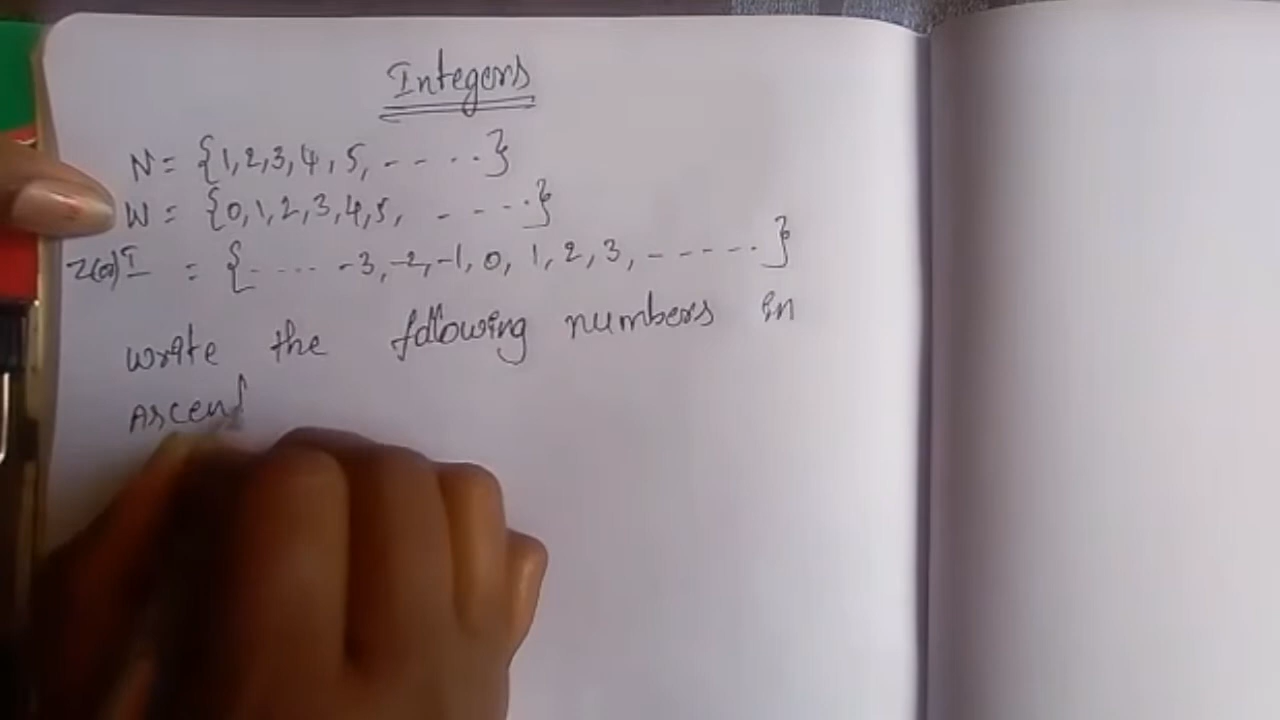 Integers
N = {1, 2, 3, 4, 5, - - - - . . }
W = {0, 1, 2, 3, 4, 5, - - - - . }
Z(or) I = {. . - - . . -3, -2, -1, 0, 1, 2, 3, - - - - - . . }
write the following numbers in
Ascend